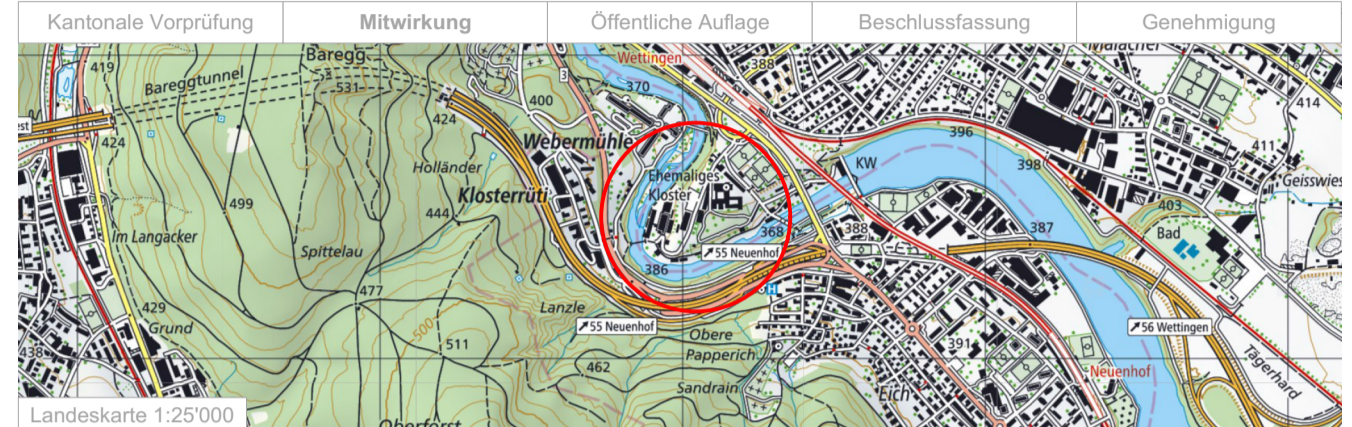 Kantonale Vorprüfung
Mitwirkung
Öffentliche Auflage
Beschlussfassung
Genehmigung
Baregg
Wettingen
388
419
Bareggtunnel
531
370
3
400
414
424
424
Webermühle
396
411
Holländer
Ehemaliges
Kloster
KW
398
Geisswies
Klosterrüti
499
444
403
Im Langacker
368
388
387
Bad
Spittelau
55 Neuenhof
386
477
H
429
Lanzle
Grund
500
55 Neuenhof
Obere
Papperich
56 Wettingen
438
511
462
391
Tägerhard
Neuenhof
Sandrain
Eich
Landeskarte 1:25'000
Oberforst